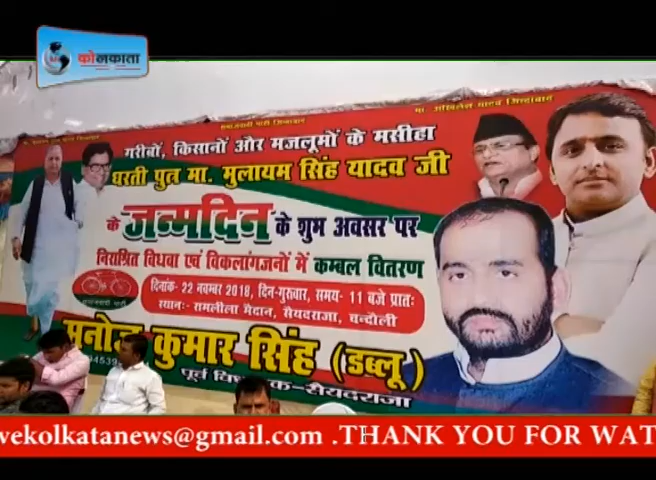 कोलकाता
समाजवादी पार्टी जिन्दाबाद
मा. अखिलेश यादव जिन्दाबाद
गरीबों, किसानों और मजलूमों के मसीहा
धरती पुत्र मा. मुलायम सिंह यादव जी
के जन्मदिन के शुभ अवसर पर
निराश्रित विधवा एवं विकलांगजनों में कम्बल वितरण
दिनांक- 22 नवम्बर 2018, दिन-गुरूवार, समय- 11 बजे प्रातः
स्थानः- रामलीला मैदान, सैयदराजा, चन्दौली
समाजवादी पार्टी
मनोज कुमार सिंह (डब्लू)
पूर्व विधायक-सैयदराजा
vekolkatanews@gmail.com .THANK YOU FOR WAT